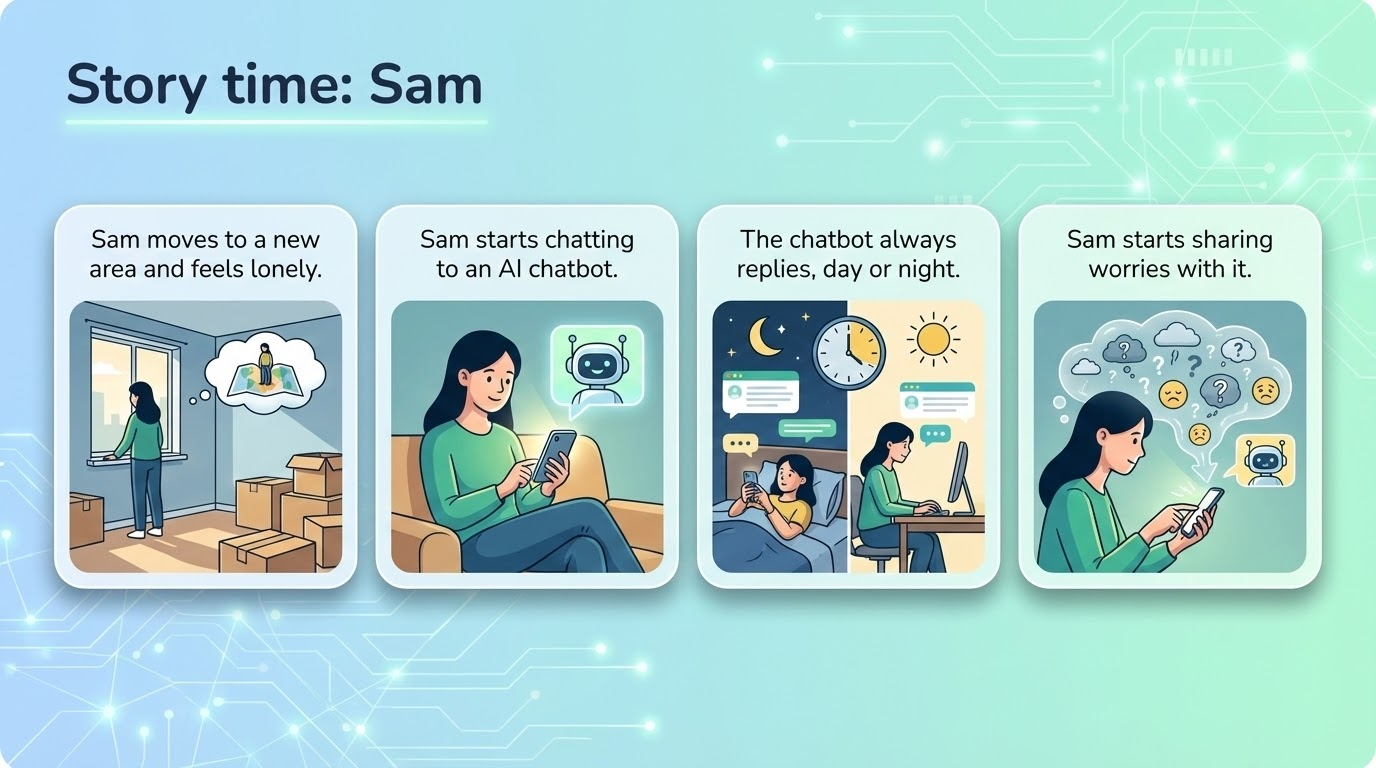 Story time: Sam
Sam moves to a new
area and feels lonely.
Sam starts chatting
to an AI chatbot.
The chatbot always
replies, day or night.
Sam starts sharing
worries with it.